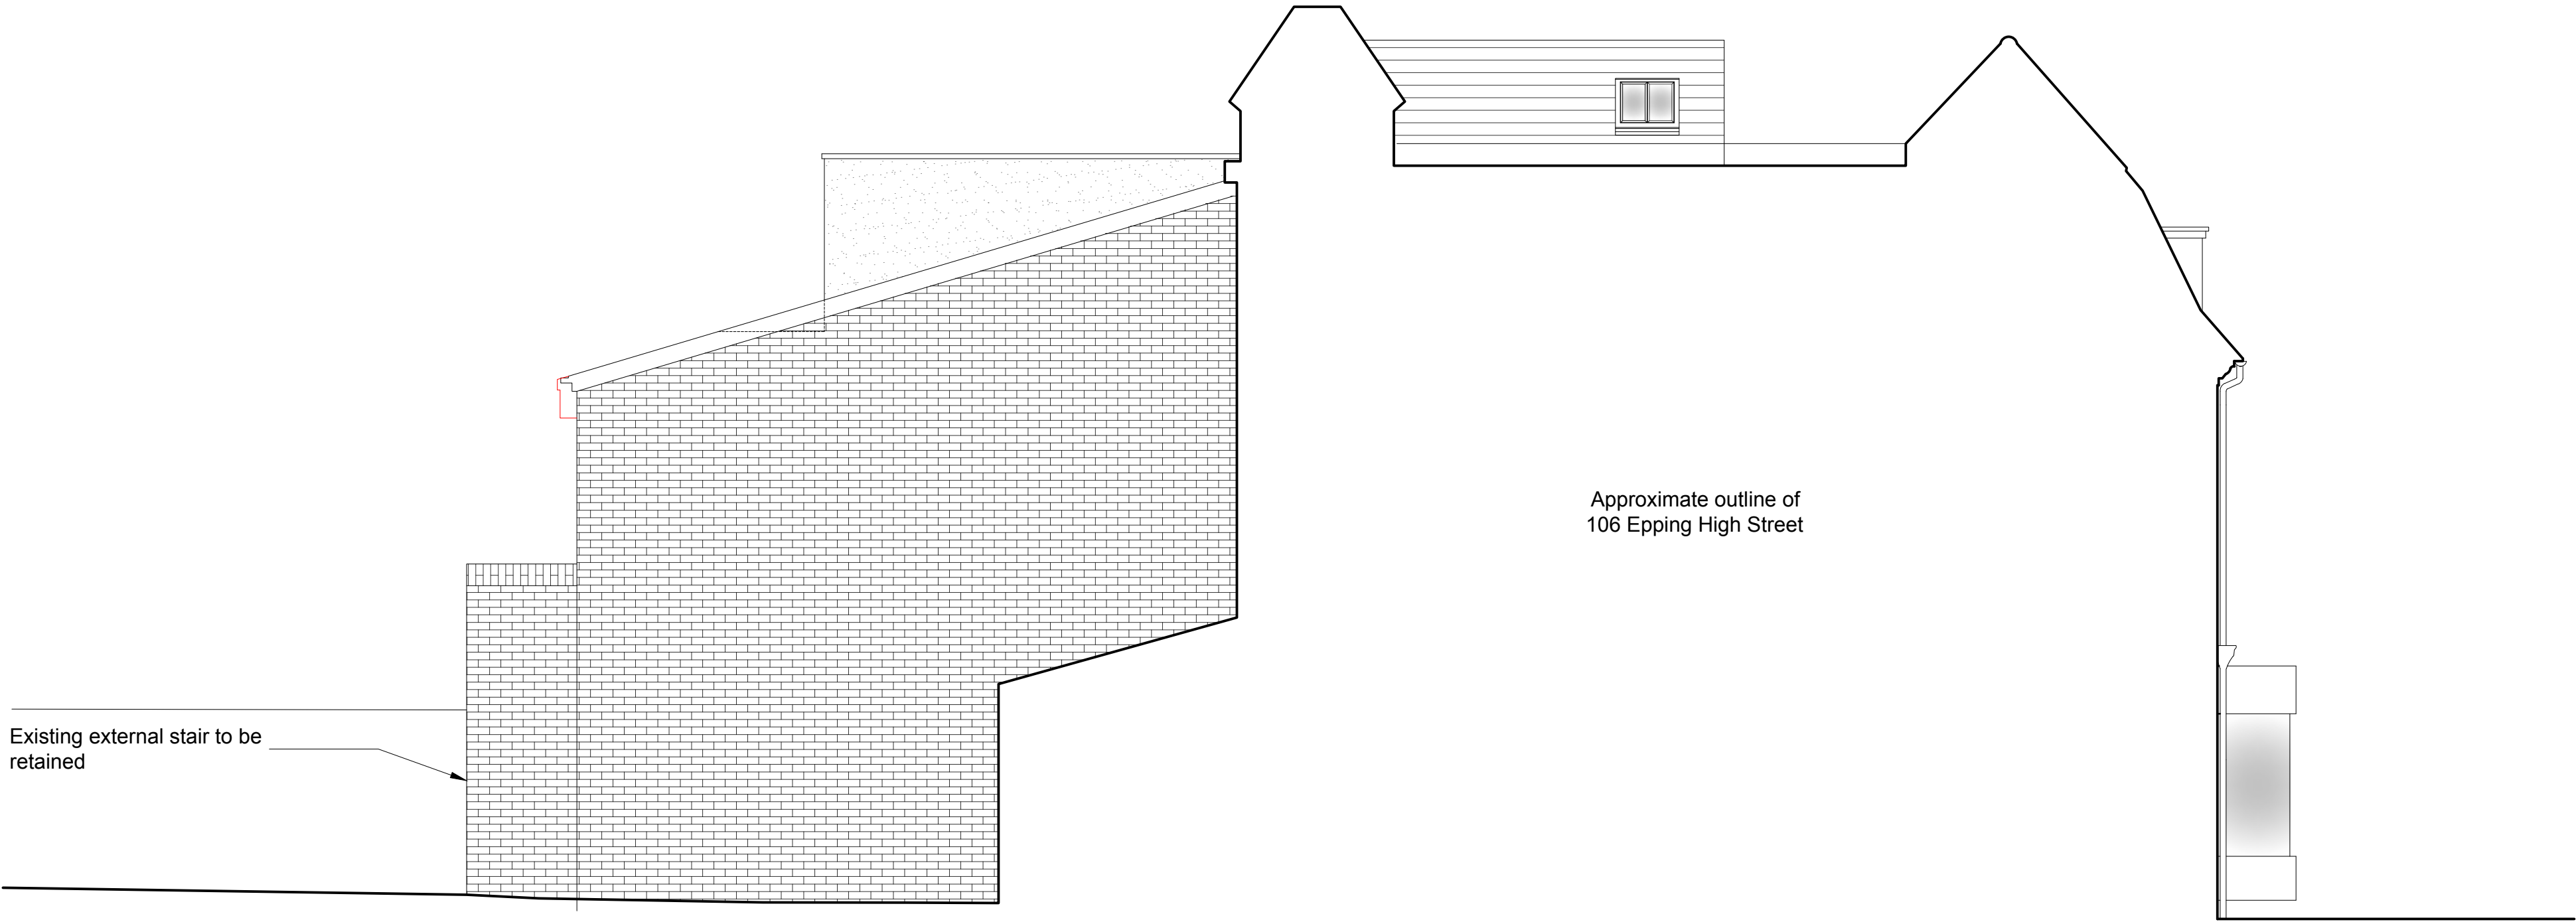 Approximate outline of
106 Epping High Street
Existing external stair to be
retained